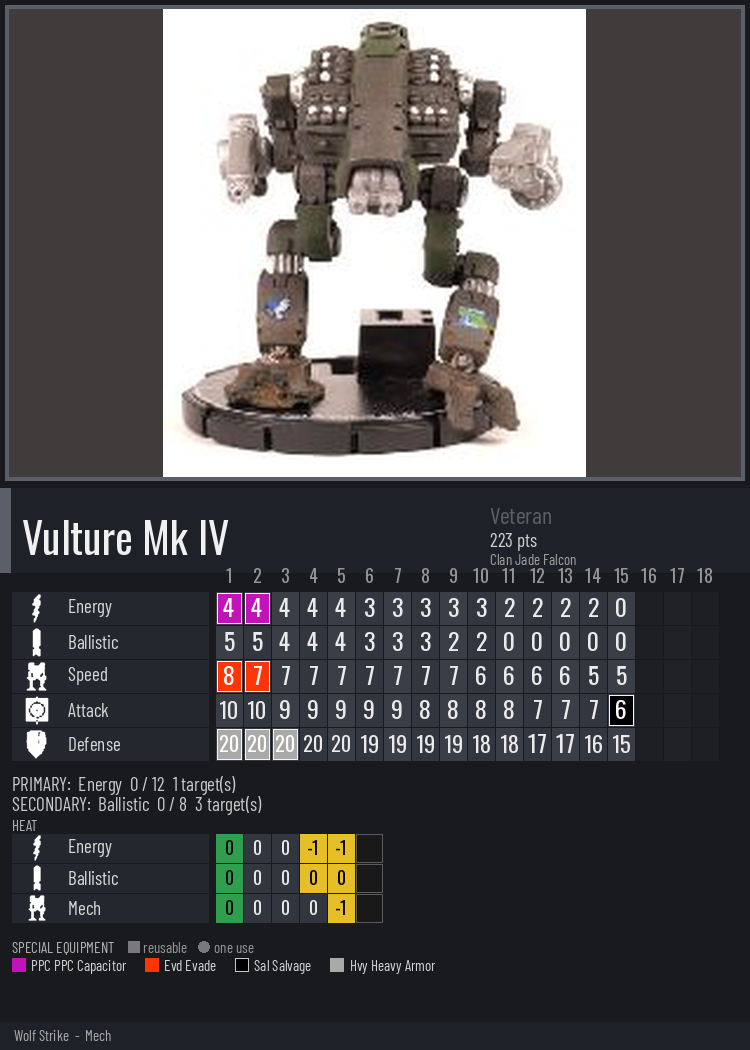 Vulture Mk IV
Veteran
223 pts
Clan Jade Falcon
1 2 3 4 5 6 7 8 9 10 11 12 13 14 15 16 17 18
Energy 4 4 4 4 4 3 3 3 3 3 2 2 2 2 0
Ballistic 5 5 4 4 4 3 3 3 2 2 0 0 0 0 0
Speed 8 7 7 7 7 7 7 7 7 6 6 6 6 5 5
Attack 10 10 9 9 9 9 9 8 8 8 8 7 7 7 6
Defense 20 20 20 20 20 19 19 19 19 18 18 17 17 16 15
PRIMARY: Energy 0 / 12 1 target(s)
SECONDARY: Ballistic 0 / 8 3 target(s)
HEAT
Energy 0 0 0 -1 -1
Ballistic 0 0 0 0 0
Mech 0 0 0 0 -1
SPECIAL EQUIPMENT reusable one use
PPC PPC Capacitor Evd Evade Sal Salvage Hvy Heavy Armor
Wolf Strike - Mech